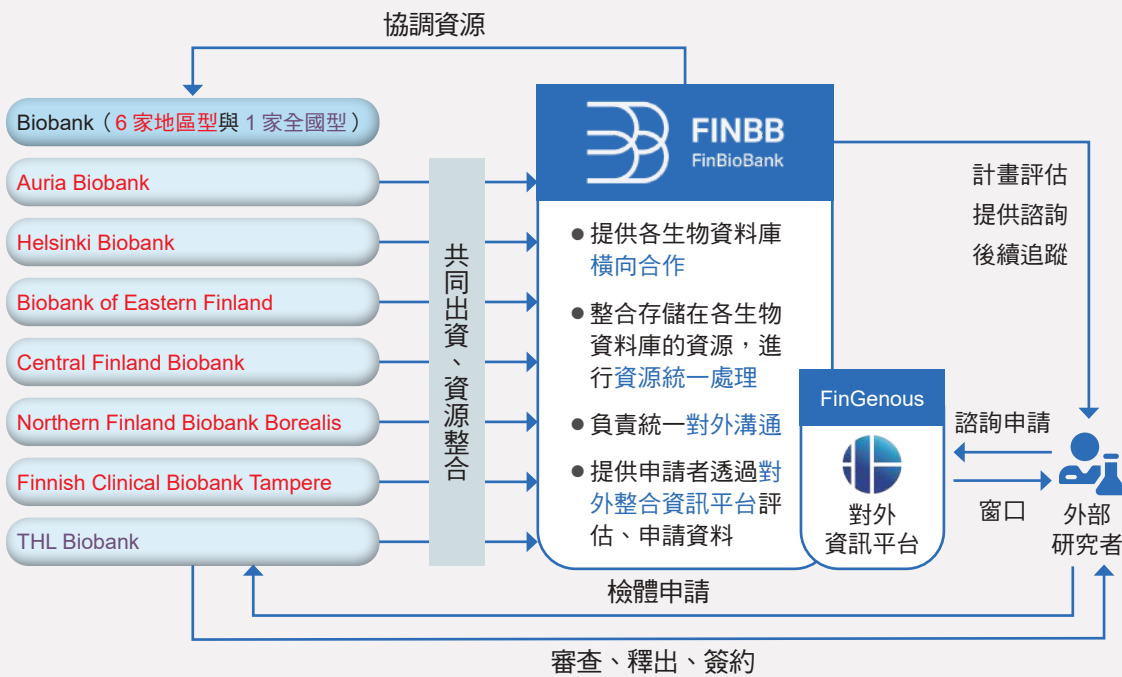 協調資源
Biobank（6 家地區型與 1 家全國型）
Auria Biobank
Helsinki Biobank
Biobank of Eastern Finland
Central Finland Biobank
Northern Finland Biobank Borealis
Finnish Clinical Biobank Tampere
THL Biobank
共同出資、資源整合
FINBB
FinBioBank
● 提供各生物資料庫
橫向合作
● 整合存儲在各生物
資料庫的資源，進
行資源統一處理
● 負責統一對外溝通
● 提供申請者透過對
外整合資訊平台評
估、申請資料
FinGenous
對外
資訊平台
計畫評估
提供諮詢
後續追蹤
諮詢申請
窗口
外部
研究者
檢體申請
審查、釋出、簽約